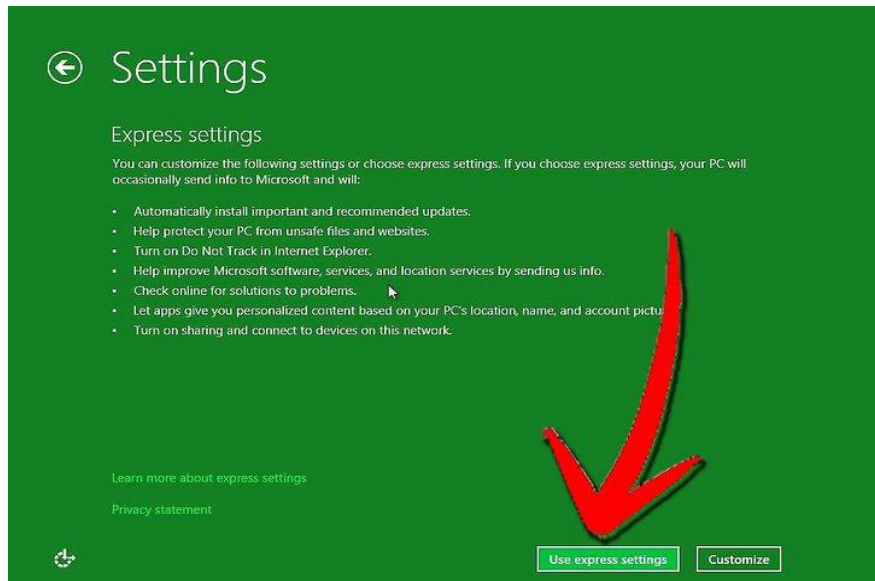 Settings
Express settings
You can customize the following settings or choose express settings. If you choose express settings, your PC will
occasionally send info to Microsoft and will:
• Automatically install important and recommended updates.
• Help protect your PC from unsafe files and websites.
• Turn on Do Not Track in Internet Explorer.
• Help improve Microsoft software, services, and location services by sending us info.
• Check online for solutions to problems.
• Let apps give you personalized content based on your PC's location, name, and account pictu
• Turn on sharing and connect to devices on this network.
Learn more about express settings
Privacy statement
Use express settings
Customize